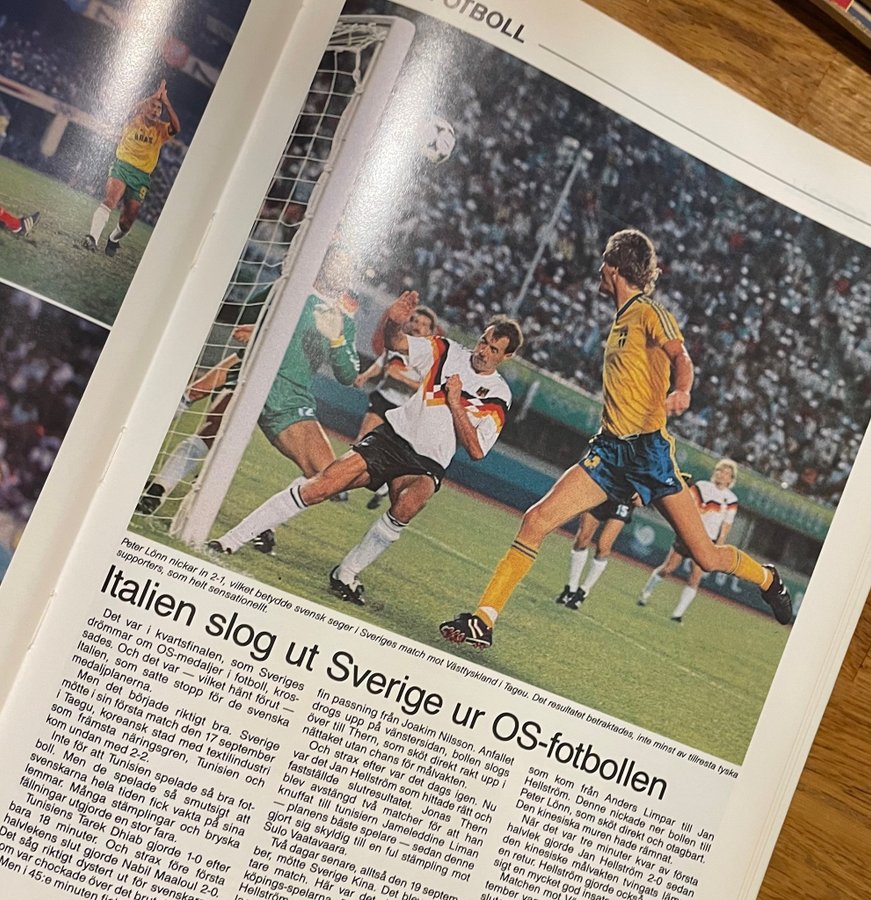 FOTBOLL
Peter Lönn nickar in 2-1, vilket betydde svensk seger i Sveriges match mot Västtyskland i Tageu. Det resultatet betraktades, inte minst av tillresta tyska
supporters, som helt sensationellt.
Italien slog ut Sverige ur OS-fotbollen
Det var i kvartsfinalen, som Sveriges
drömmar om OS-medaljer i fotboll, kros-
sades. Och det var — vilket hänt förut —
Italien, som satte stopp för de svenska
medaljplanerna.
Men det började riktigt bra. Sverige
mötte i sin första match den 17 september
i Taegu, koreansk stad med textilindustri
som främsta näringsgren, Tunisien och
kom undan med 2-2.
Inte för att Tunisien spelade så bra fot-
boll. Men de spelade så smutsigt att
svenskarna hela tiden fick vakta på sina
lemmar. Många stämplingar och bryska
fällningar utgjorde en stor fara.
Tunisiens Tarek Dhiab gjorde 1-0 efter
bara 18 minuter. Och strax före första
halvlekens slut gjorde Nabil Maaloul 2-0.
Det såg riktigt dystert ut för svenskarna
om var chockade över det
Men i 45:e minuten
fin passning från Joakim Nilsson. Anfallet
drogs upp på vänstersidan, bollen slogs
över till Thern, som sköt direkt rakt upp i
nättaket utan chans för målvakten.
Och strax efter var det dags igen. Nu
var det Jan Hellström som hittade rätt och
fastställde slutresultatet. Jonas Thern
blev avstängd två matcher för att han
knuffat till tunisiern Jameleddine Liman
— planens bäste spelare — sedan denne
gjort sig skyldig till en ful stämpling mot
Sulo Vaattovaara.
Två dagar senare, alltså den 19 septem-
ber, mötte Sverige Kina. Det blev
tare match. Här var det
köpings-spelarna
Hellström
som kom från Anders Limpar till Jan
Hellström. Denne nickade ner bollen till
Peter Lönn, som sköt direkt och otagbart.
Den kinesiska muren hade rämnat.
När det var tre minuter kvar av första
halvlek gjorde Jan Hellström 2-0 sedan
den kinesiske målvakten tvingats
en retur. Hellström gjorde också
sigt en mycket god
Matchen mot
tember var